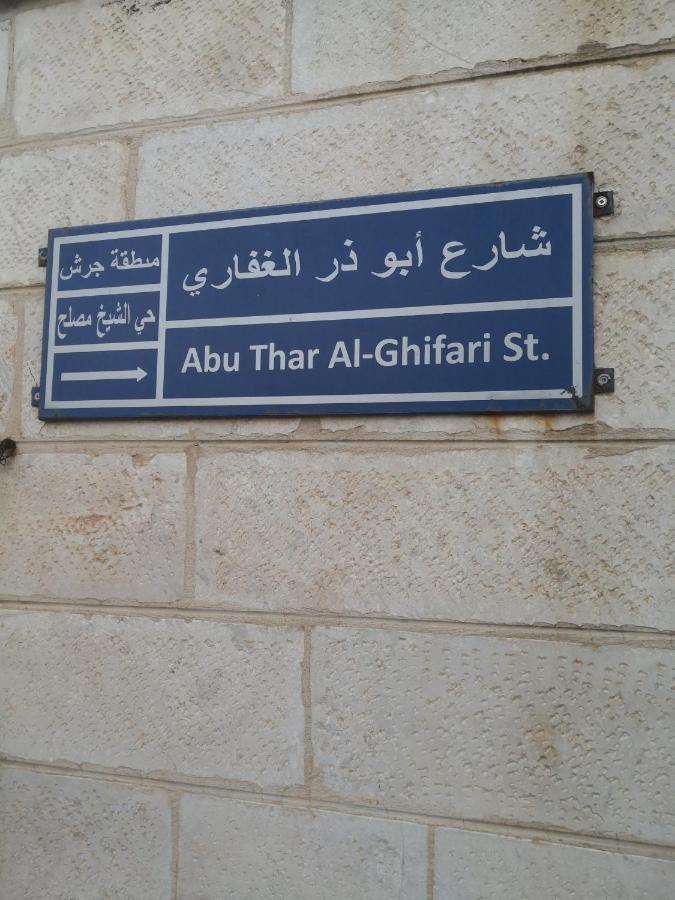 شارع أبو ذر الغفاري
Abu Thar Al-Ghifari St.
منطقة جرش
حي الشيخ مصلح